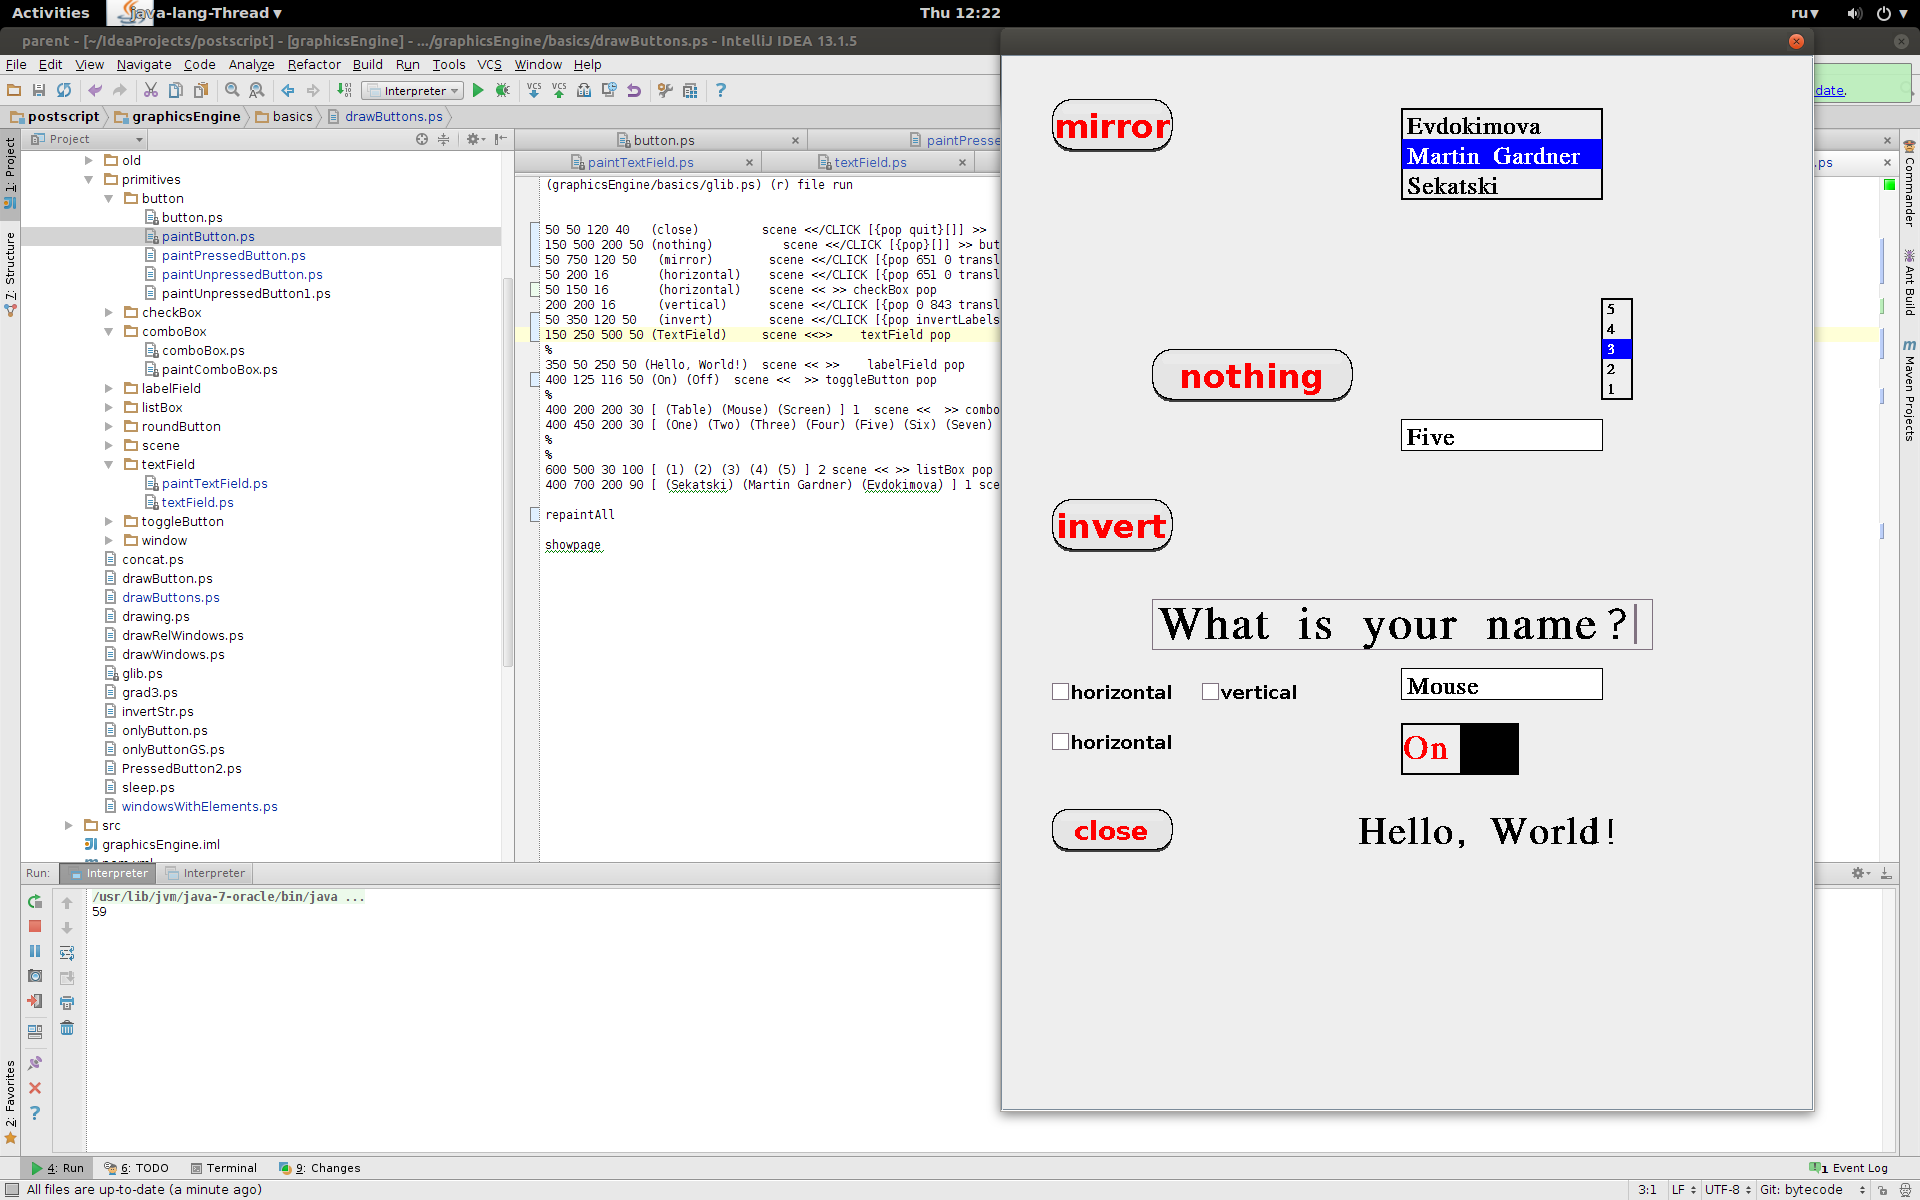 Activities java-lang-Thread ▾ Thu 12:22 ru▾
parent - [~/IdeaProjects/postscript] - [graphicsEngine] - .../graphicsEngine/basics/drawButtons.ps - IntelliJ IDEA 13.1.5
File Edit View Navigate Code Analyze Refactor Build Run Tools VCS Window Help
Interpreter
date.
postscript graphicsEngine basics drawButtons.ps
Project
button.ps
paintPresse
paintTextField.ps
textField.ps
.ps
1: Project
7: Structure
2: Favorites
old
primitives
button
button.ps
paintButton.ps
paintPressedButton.ps
paintUnpressedButton.ps
paintUnpressedButton1.ps
checkBox
comboBox
comboBox.ps
paintComboBox.ps
labelField
listBox
roundButton
scene
textField
paintTextField.ps
textField.ps
toggleButton
window
concat.ps
drawButton.ps
drawButtons.ps
drawing.ps
drawRelWindows.ps
drawWindows.ps
glib.ps
grad3.ps
invertStr.ps
onlyButton.ps
onlyButtonGS.ps
PressedButton2.ps
sleep.ps
windowsWithElements.ps
src
graphicsEngine.iml
(graphicsEngine/basics/glib.ps) (r) file run
50 50 120 40 (close) scene <</CLICK [{pop quit}[]] >>
150 500 200 50 (nothing) scene <</CLICK [{pop}[]] >> but
50 750 120 50 (mirror) scene <</CLICK [{pop 651 0 transl
50 200 16 (horizontal) scene <</CLICK [{pop 651 0 transl
50 150 16 (horizontal) scene << >> checkBox pop
200 200 16 (vertical) scene <</CLICK [{pop 0 843 transl
50 350 120 50 (invert) scene <</CLICK [{pop invertLabels
150 250 500 50 (TextField) scene <<>> textField pop
%
350 50 250 50 (Hello, World!) scene << >> labelField pop
400 125 116 50 (On) (Off) scene << >> toggleButton pop
%
400 200 200 30 [ (Table) (Mouse) (Screen) ] 1 scene << >> combo
400 450 200 30 [ (One) (Two) (Three) (Four) (Five) (Six) (Seven)
%
%
600 500 30 100 [ (1) (2) (3) (4) (5) ] 2 scene << >> listBox pop
400 700 200 90 [ (Sekatski) (Martin Gardner) (Evdokimova) ] 1 sce
repaintAll
showpage
mirror
Evdokimova
Martin Gardner
Sekatski
5
4
3
2
1
nothing
Five
invert
What is your name?
horizontal vertical
Mouse
horizontal
On
close
Hello, World!
Commander
Ant Build
Maven Projects
Run: Interpreter Interpreter
/usr/lib/jvm/java-7-oracle/bin/java ...
59
4: Run 6: TODO Terminal 9: Changes 1 Event Log
All files are up-to-date (a minute ago) 3:1 LF UTF-8 Git: bytecode